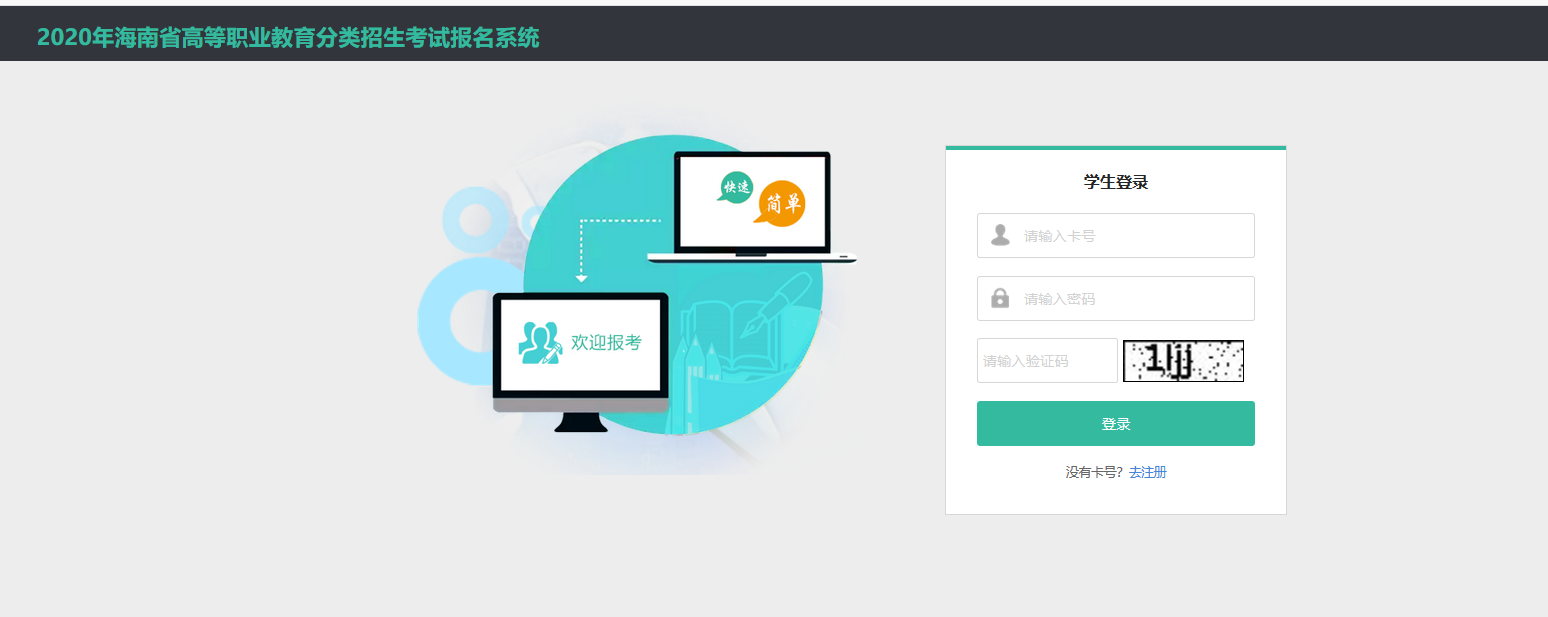 2020年海南省高等职业教育分类招生考试报名系统
快速
简单
欢迎报考
学生登录
请输入卡号
请输入密码
请输入验证码
登录
没有卡号？去注册